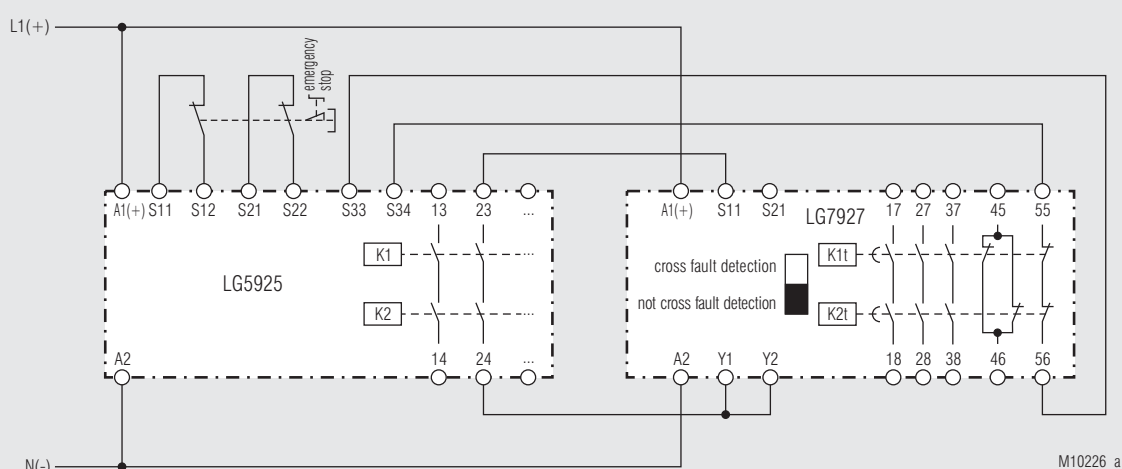 L1(+)
emergency
stop
A1(+) S11 S12 S21 S22 S33 S34 13 23 ...
A1(+) S11 S21 17 27 37 45 55
LG7927
K1
K1t
cross fault detection
LG5925
not cross fault detection
K2
K2t
A2 14 24 ...
A2 Y1 Y2 18 28 38 46 56
N(-)
M10226_a